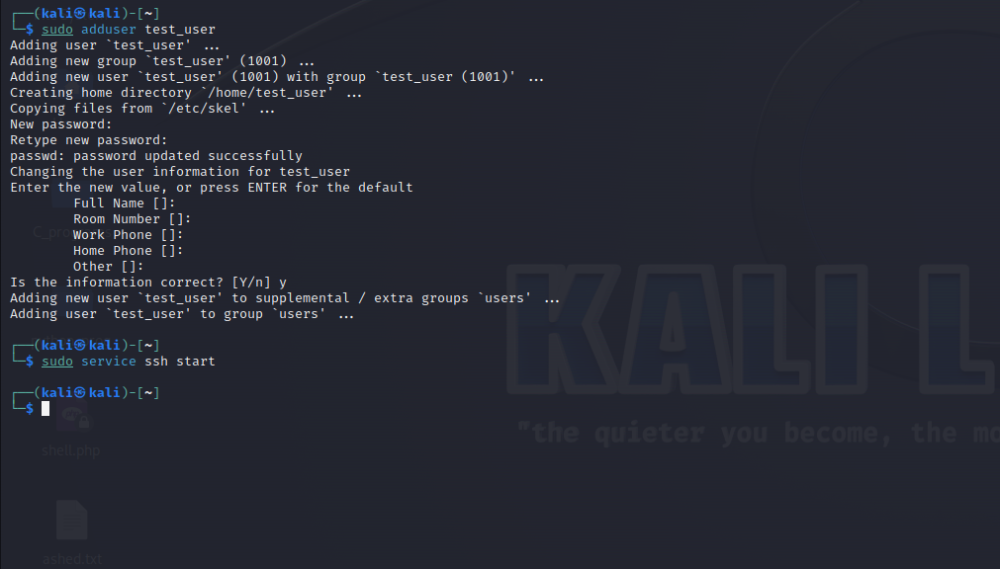 ┌──(kali㉿kali)-[~]
└─$ sudo adduser test_user
Adding user `test_user' ...
Adding new group `test_user' (1001) ...
Adding new user `test_user' (1001) with group `test_user (1001)' ...
Creating home directory `/home/test_user' ...
Copying files from `/etc/skel' ...
New password:
Retype new password:
passwd: password updated successfully
Changing the user information for test_user
Enter the new value, or press ENTER for the default
Full Name []:
Room Number []:
Work Phone []:
Home Phone []:
Other []:
Is the information correct? [Y/n] y
Adding new user `test_user' to supplemental / extra groups `users' ...
Adding user `test_user' to group `users' ...
┌──(kali㉿kali)-[~]
└─$ sudo service ssh start
┌──(kali㉿kali)-[~]
└─$
KALI L
"the quieter you become, the
shell.php
ashed.txt